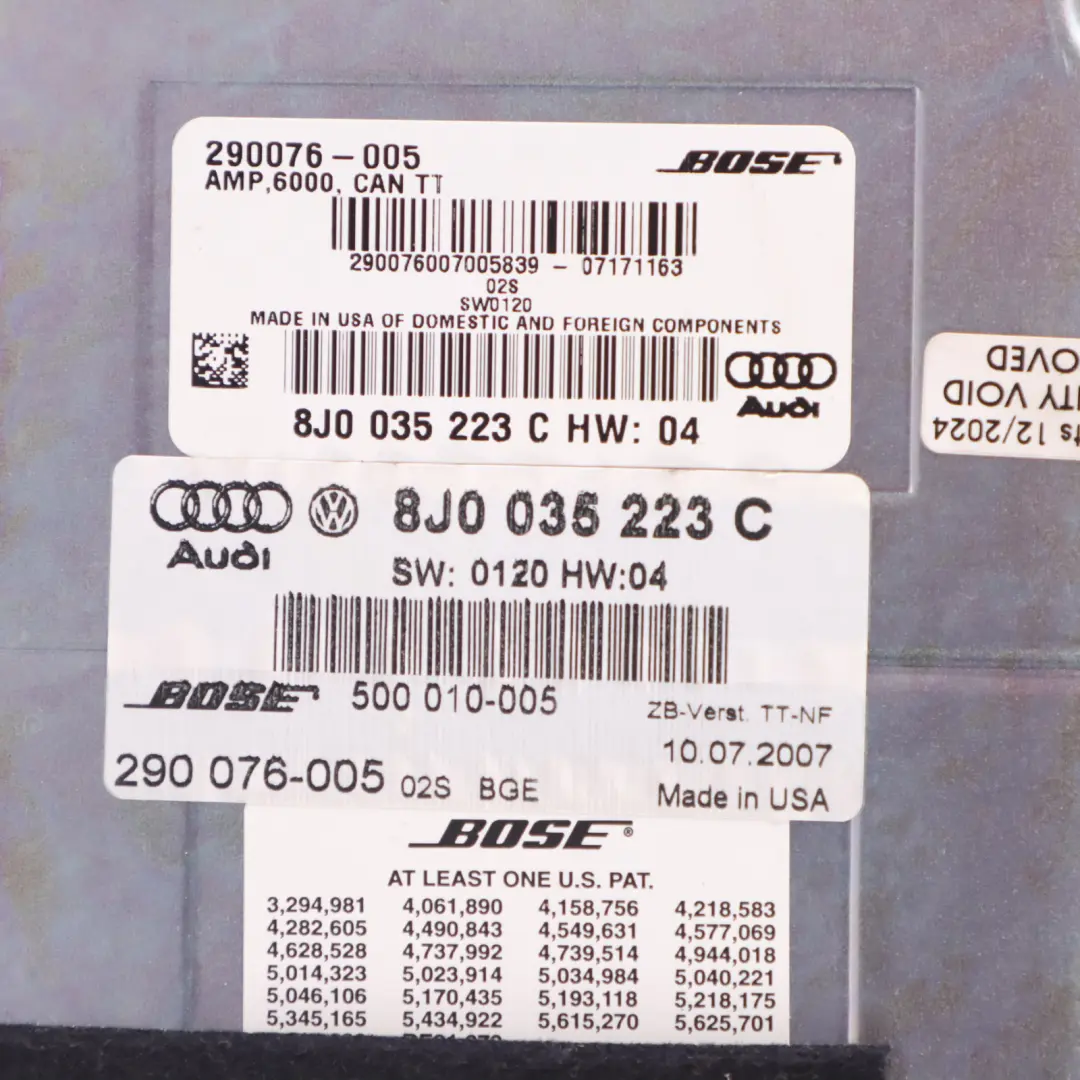 290076-005
BOSE
AMP,6000, CAN TT
290076007005839 - 07171163
02S
SW0120
MADE IN USA OF DOMESTIC AND FOREIGN COMPONENTS
Audi
8J0 035 223 C HW: 04
Audi
8J0 035 223 C
SW: 0120 HW:04
BOSE 500 010-005
ZB-Verst. TT-NF
10.07.2007
290 076-005 02S BGE
Made in USA
BOSE®
AT LEAST ONE U.S. PAT.
3,294,981 4,061,890 4,158,756 4,218,583
4,282,605 4,490,843 4,549,631 4,577,069
4,628,528 4,737,992 4,739,514 4,944,018
5,014,323 5,023,914 5,034,984 5,040,221
5,046,106 5,170,435 5,193,118 5,218,175
5,345,165 5,434,922 5,615,270 5,625,701
12/2024
VOID